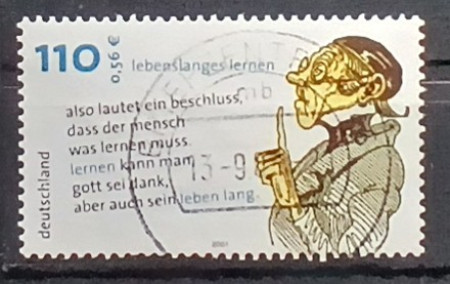 110
0,56 €
lebenslanges lernen
also lautet ein beschluss,
dass der mensch
was lernen muss.
lernen kann man,
gott sei dank,
aber auch sein leben lang.
deutschland
2001